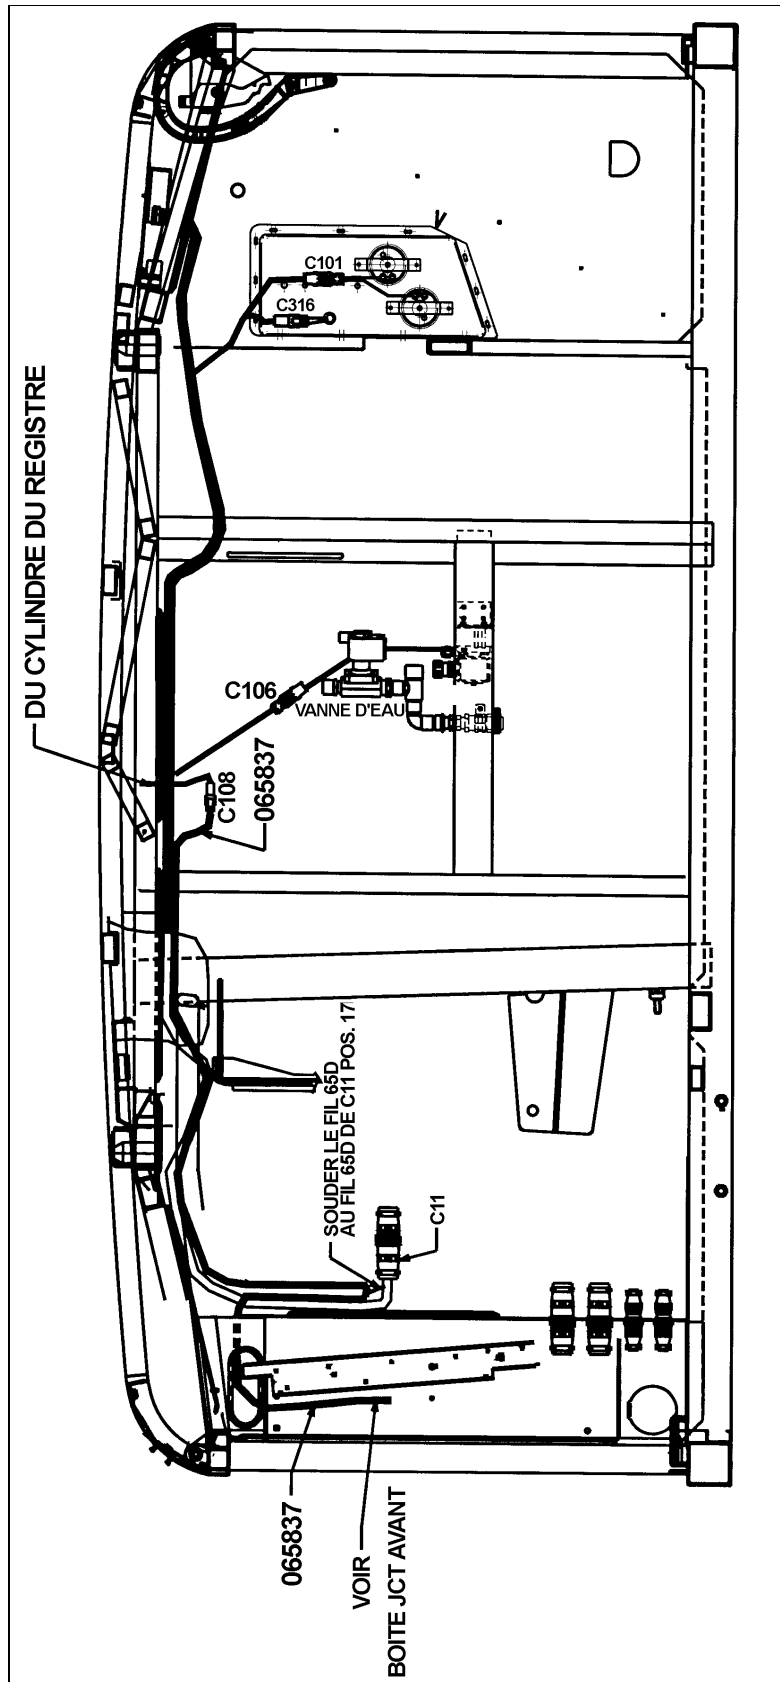 DU CYLINDRE DU REGISTRE
C101
C316
C106
VANNE D'EAU
C108
065837
SOUDER LE FIL 65D
AU FIL 65D DE C11 POS. 17
C11
065837
VOIR
BOITE JCT AVANT